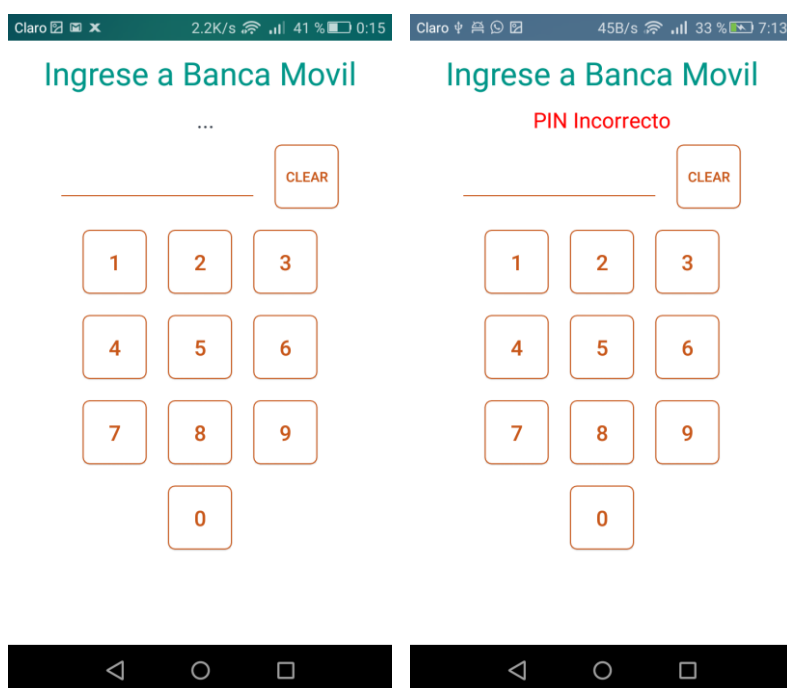 Claro 2.2K/s 41 % 0:15
Ingrese a Banca Movil
...
CLEAR
1 2 3
4 5 6
7 8 9
0
Claro 45B/s 33 % 7:13
Ingrese a Banca Movil
PIN Incorrecto
CLEAR
1 2 3
4 5 6
7 8 9
0